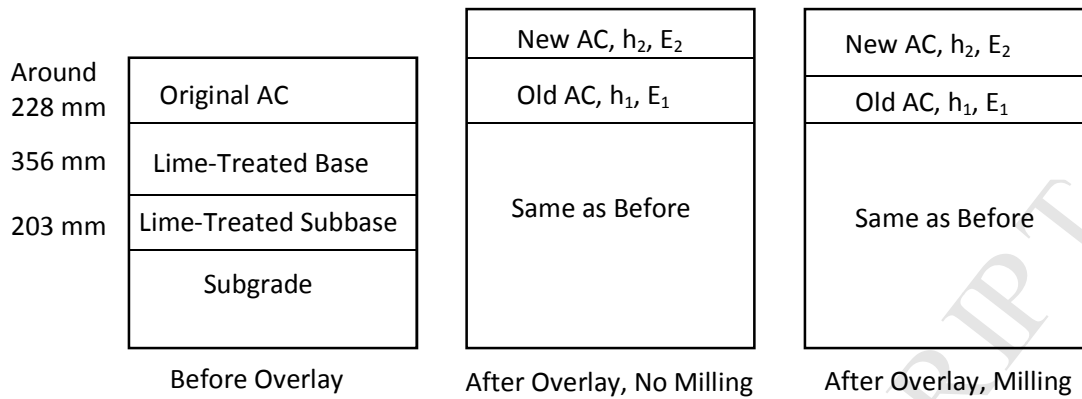 Around
228 mm
356 mm
203 mm
Original AC
Lime-Treated Base
Lime-Treated Subbase
Subgrade
Before Overlay
New AC, h₂, E₂
Old AC, h₁, E₁
Same as Before
After Overlay, No Milling
New AC, h₂, E₂
Old AC, h₁, E₁
Same as Before
After Overlay, Milling
RIPT